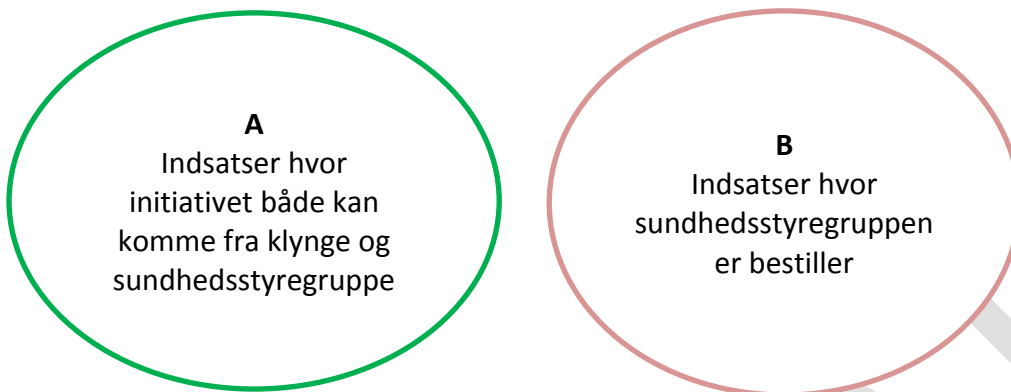 A
Indsatser hvor
initiativet både kan
komme fra klynge og
sundhedsstyregruppe
B
Indsatser hvor
sundhedsstyregruppen
er bestiller